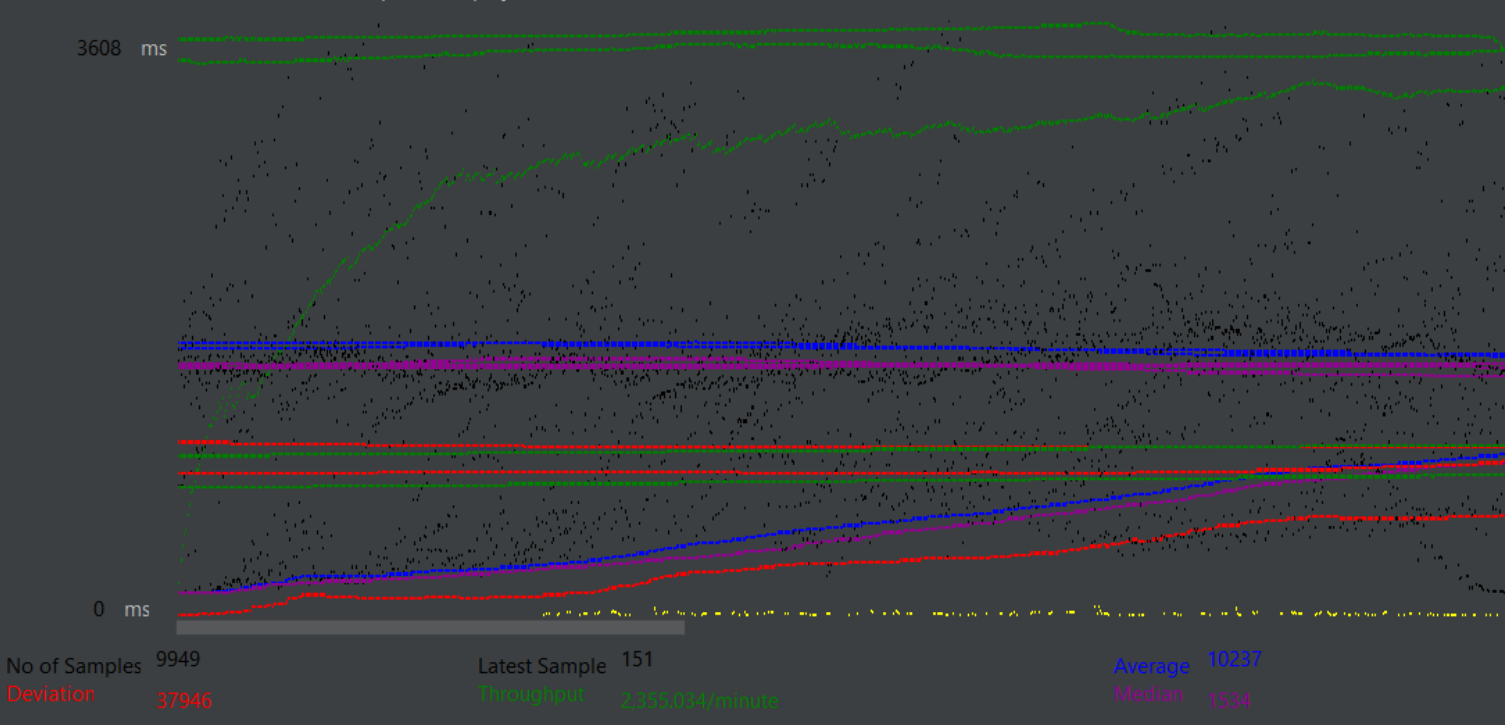 3608 ms
0 ms
No of Samples 9949 Latest Sample 151 Average 10237
Deviation 37946 Throughput 2,355.034/minute Median 1534